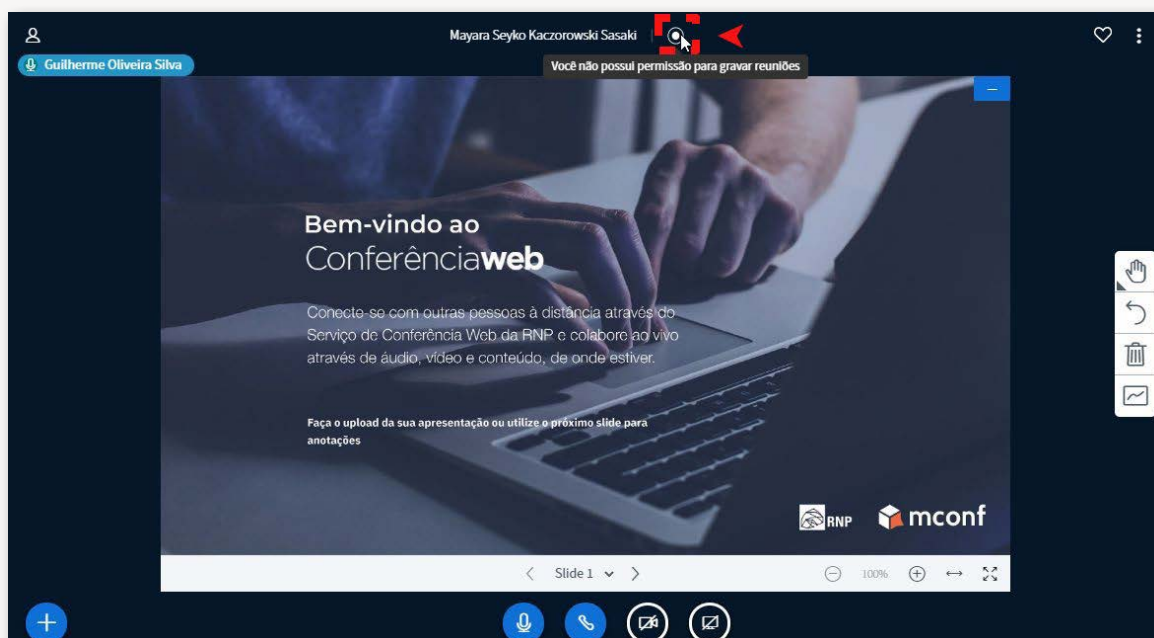 Mayara Seyko Kaczorowski Sasaki
Guilherme Oliveira Silva
Você não possui permissão para gravar reuniões
Bem-vindo ao
Conferênciaweb
Conecte-se com outras pessoas à distância através do
Serviço de Conferência Web da RNP e colabore ao vivo
através de áudio, vídeo e conteúdo, de onde estiver.
Faça o upload da sua apresentação ou utilize o próximo slide para
anotações
RNP
mconf
Slide 1
100%